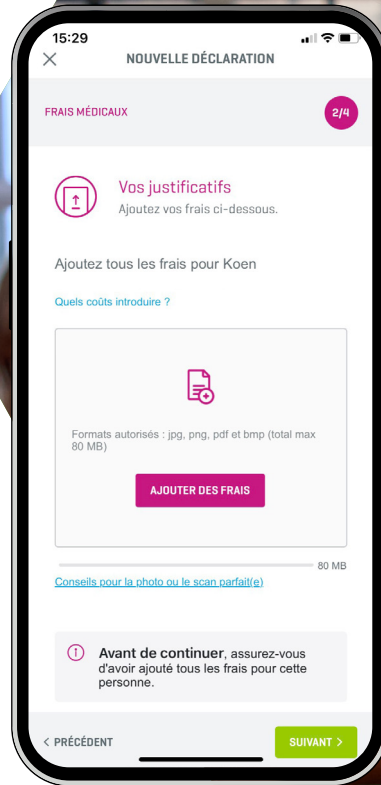 15:29
NOUVELLE DÉCLARATION
FRAIS MÉDICAUX
2/4
Vos justificatifs
Ajoutez vos frais ci-dessous.
Ajoutez tous les frais pour Koen
Quels coûts introduire ?
Formats autorisés : jpg, png, pdf et bmp (total max
80 MB)
AJOUTER DES FRAIS
80 MB
Conseils pour la photo ou le scan parfait(e)
Avant de continuer, assurez-vous
d'avoir ajouté tous les frais pour cette
personne.
< PRÉCÉDENT
SUIVANT >